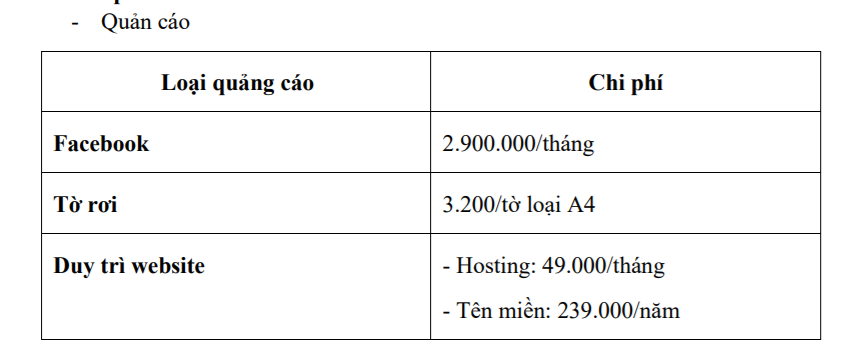 - Quản cáo
Loại quảng cáo
Chi phí
Facebook
2.900.000/tháng
Tờ rơi
3.200/tờ loại A4
Duy trì website
- Hosting: 49.000/tháng
- Tên miền: 239.000/năm